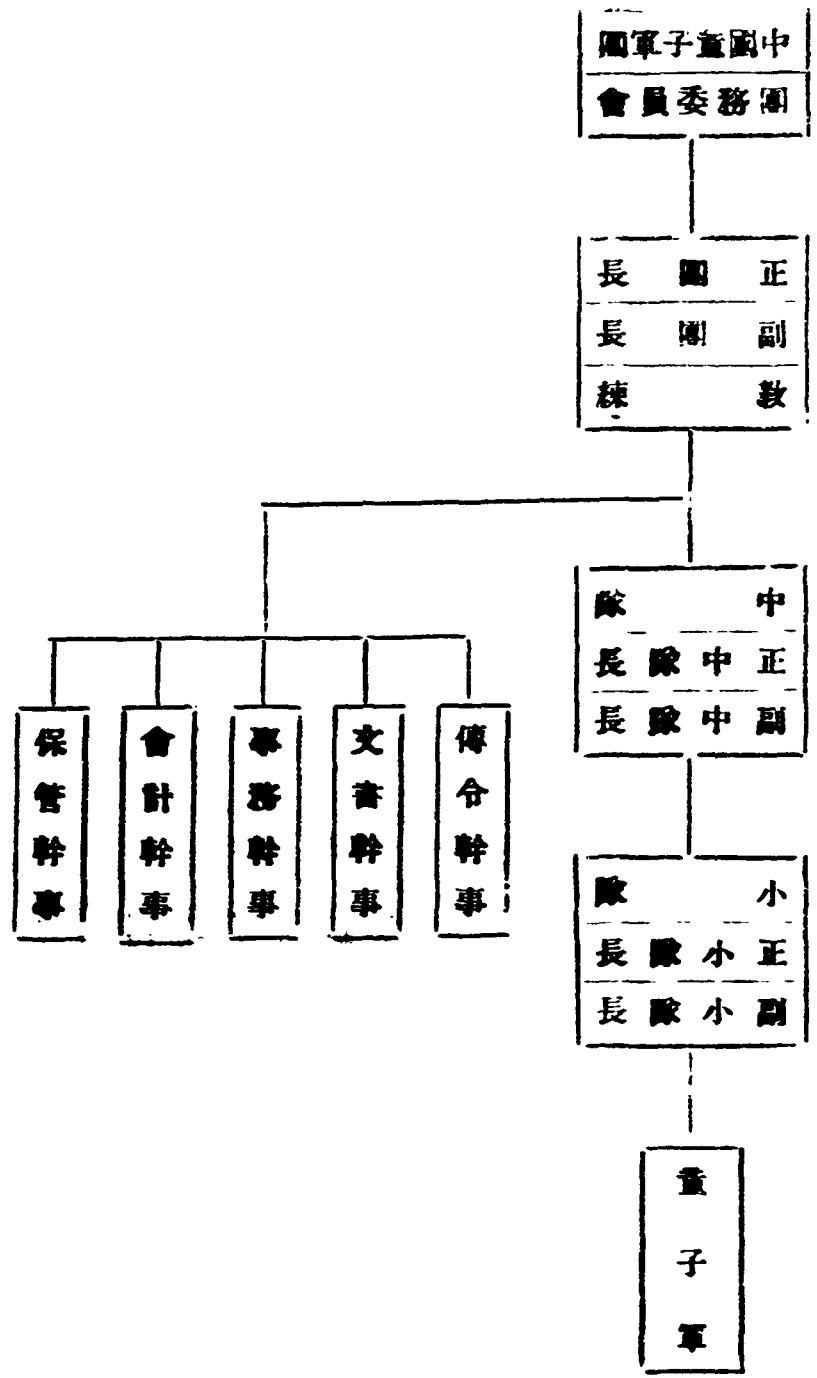 中國童子軍團
團務委員會
正團長
副團長
教練
中隊
正中隊長
副中隊長
傳令幹事
文書幹事
事務幹事
會計幹事
保管幹事
小隊
正小隊長
副小隊長
童子軍